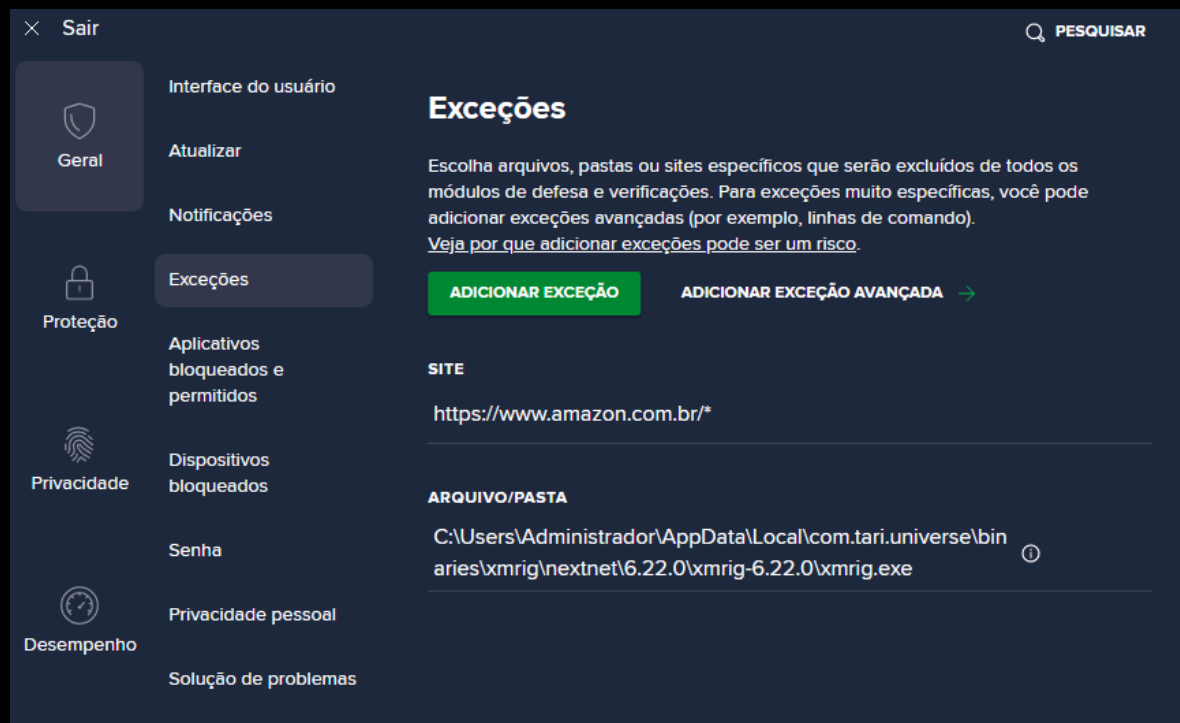 Sair
PESQUISAR
Geral
Proteção
Privacidade
Desempenho
Interface do usuário
Atualizar
Notificações
Exceções
Aplicativos
bloqueados e
permitidos
Dispositivos
bloqueados
Senha
Privacidade pessoal
Solução de problemas
Exceções
Escolha arquivos, pastas ou sites específicos que serão excluídos de todos os
módulos de defesa e verificações. Para exceções muito específicas, você pode
adicionar exceções avançadas (por exemplo, linhas de comando).
Veja por que adicionar exceções pode ser um risco.
ADICIONAR EXCEÇÃO
ADICIONAR EXCEÇÃO AVANÇADA
SITE
https://www.amazon.com.br/*
ARQUIVO/PASTA
C:\Users\Administrador\AppData\Local\com.tari.universe\bin
aries\xmrig\nextnet\6.22.0\xmrig-6.22.0\xmrig.exe